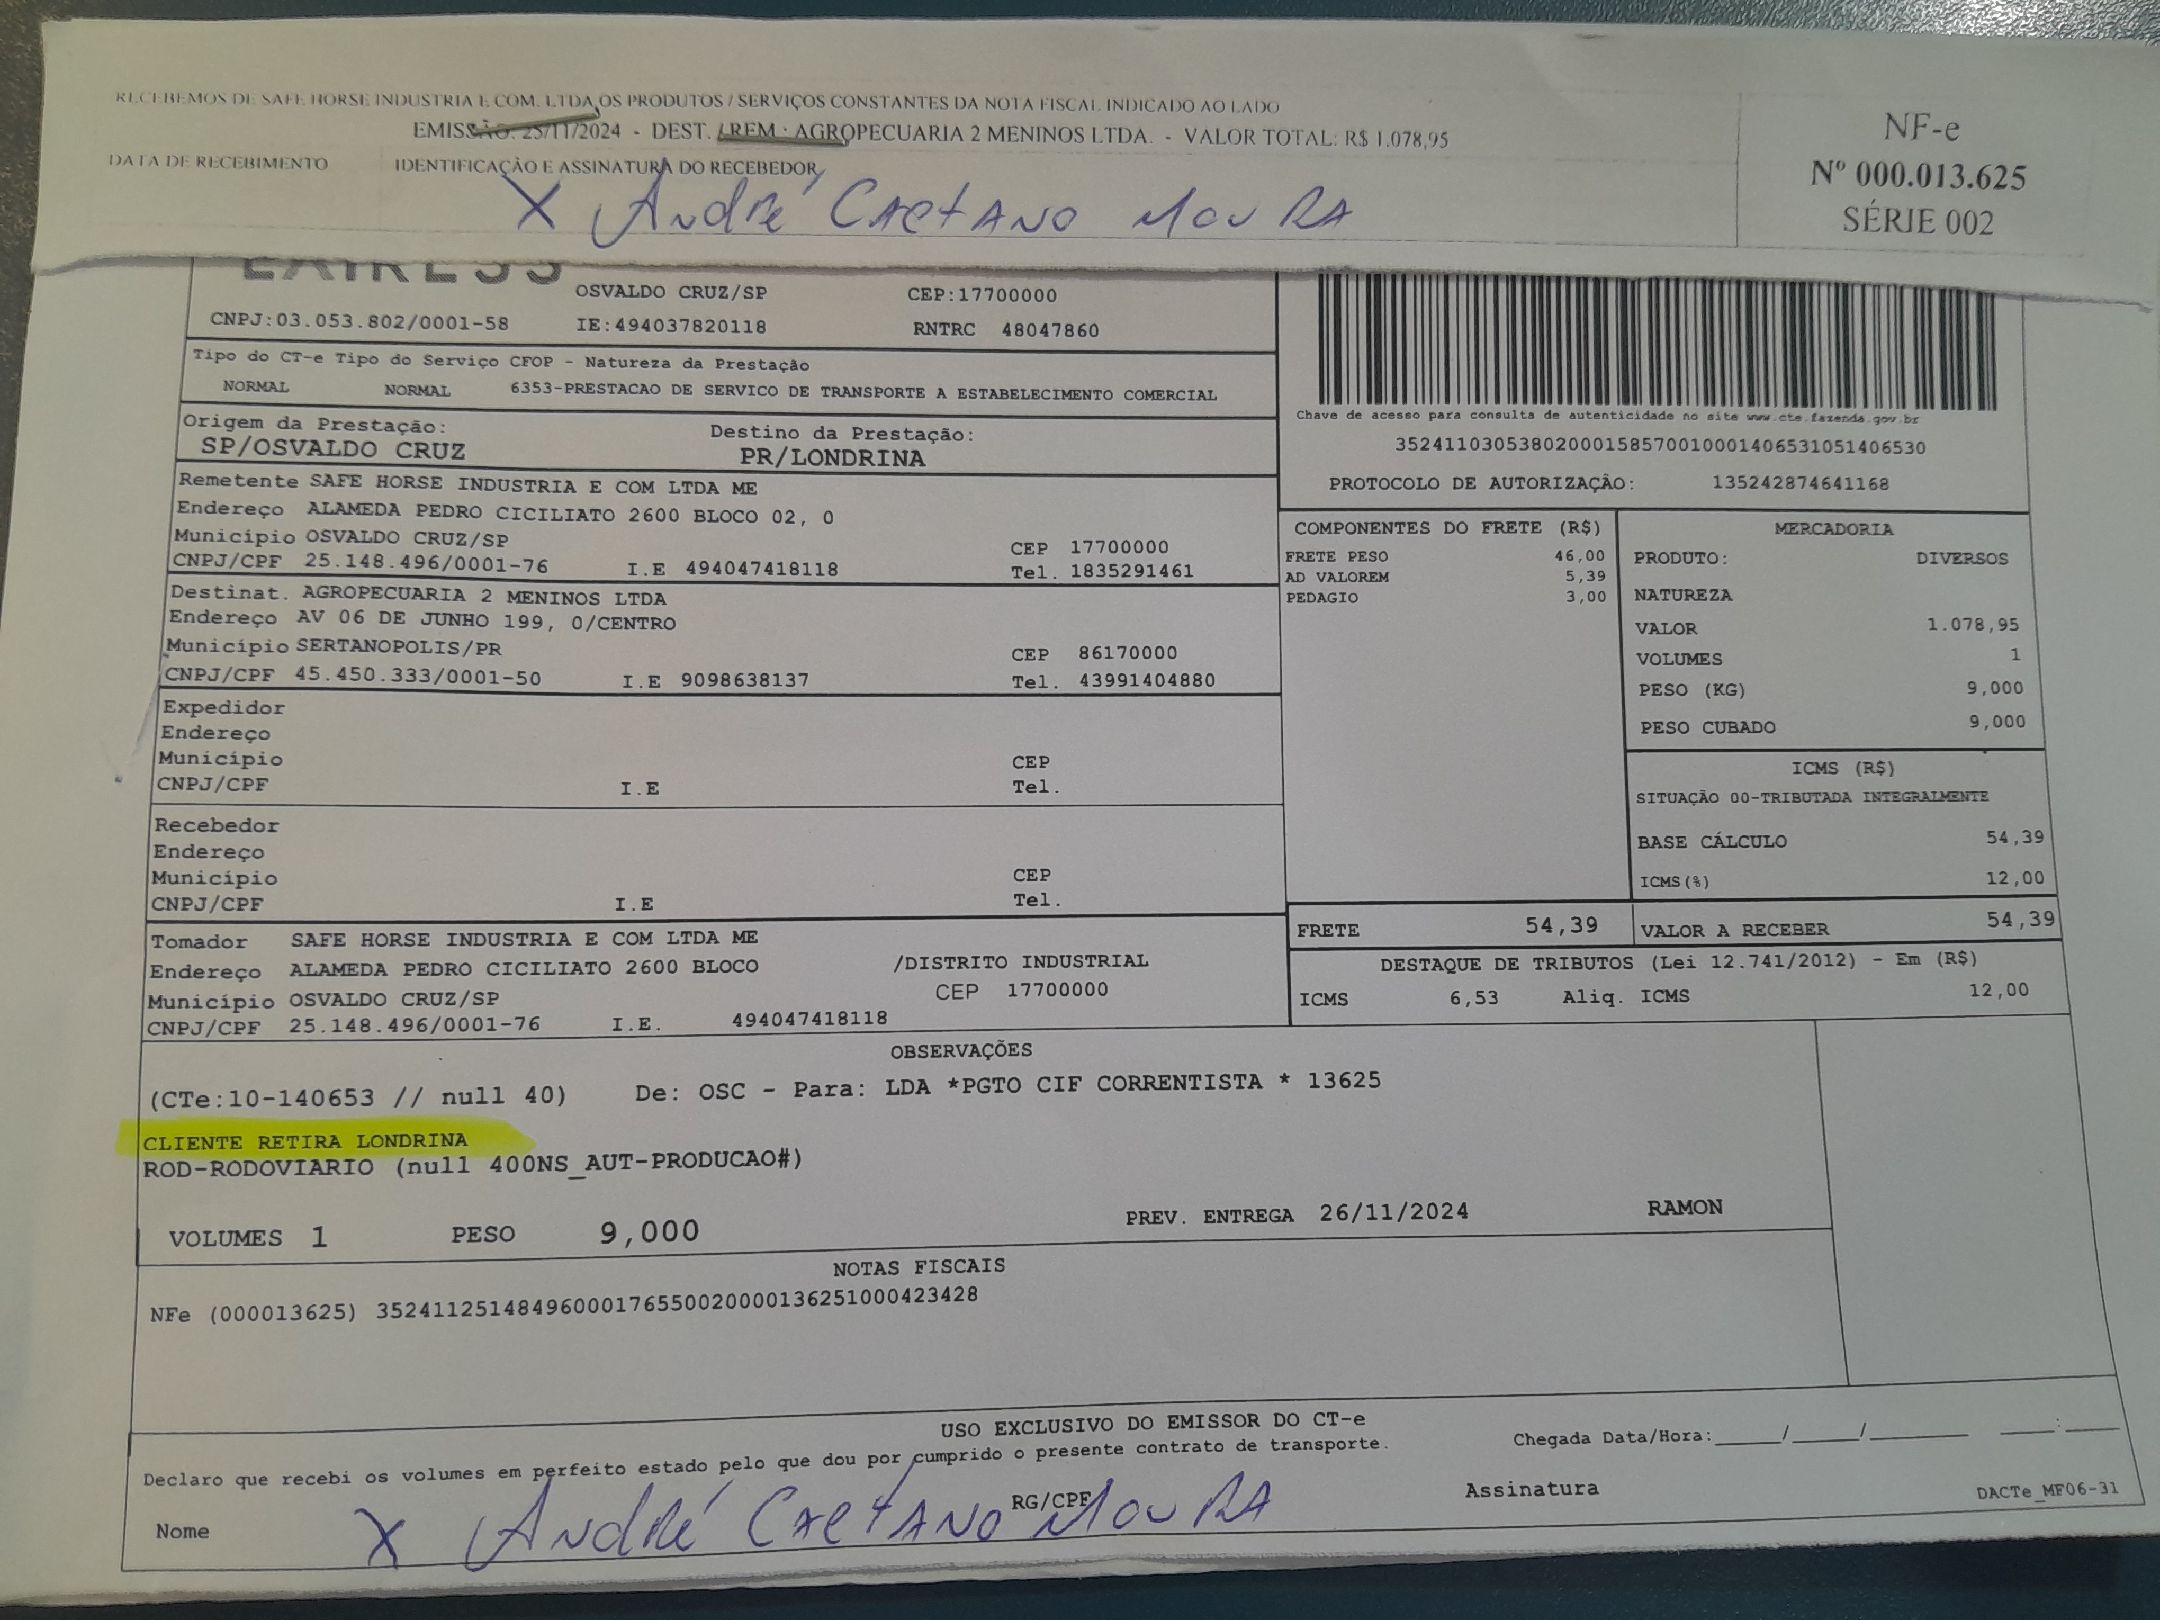 RECEBEMOS DE SAFE HORSE INDUSTRIA E COM. LTDA OS PRODUTOS / SERVIÇOS CONSTANTES DA NOTA FISCAL INDICADO AO LADO
EMISSÃO: 25/11/2024 - DEST. / REM : AGROPECUARIA 2 MENINOS LTDA. - VALOR TOTAL: R$ 1.078,95
DATA DE RECEBIMENTO IDENTIFICAÇÃO E ASSINATURA DO RECEBEDOR
X André Caetano Moura
NF-e
Nº 000.013.625
SÉRIE 002
OSVALDO CRUZ/SP CEP:17700000
CNPJ:03.053.802/0001-58 IE:494037820118 RNTRC 48047860
Tipo do CT-e Tipo do Serviço CFOP - Natureza da Prestação
NORMAL NORMAL 6353-PRESTACAO DE SERVICO DE TRANSPORTE A ESTABELECIMENTO COMERCIAL
Origem da Prestação: Destino da Prestação:
SP/OSVALDO CRUZ PR/LONDRINA
Chave de acesso para consulta de autenticidade no site www.cte.fazenda.gov.br
35241103053802000158570010001406531051406530
PROTOCOLO DE AUTORIZAÇÃO: 135242874641168
Remetente SAFE HORSE INDUSTRIA E COM LTDA ME
Endereço ALAMEDA PEDRO CICILIATO 2600 BLOCO 02, 0
Município OSVALDO CRUZ/SP CEP 17700000
CNPJ/CPF 25.148.496/0001-76 I.E 494047418118 Tel. 1835291461
Destinat. AGROPECUARIA 2 MENINOS LTDA
Endereço AV 06 DE JUNHO 199, 0/CENTRO
Município SERTANOPOLIS/PR CEP 86170000
CNPJ/CPF 45.450.333/0001-50 I.E 9098638137 Tel. 43991404880
Expedidor
Endereço
Município CEP
CNPJ/CPF I.E Tel.
Recebedor
Endereço
Município CEP
CNPJ/CPF I.E Tel.
Tomador SAFE HORSE INDUSTRIA E COM LTDA ME
Endereço ALAMEDA PEDRO CICILIATO 2600 BLOCO /DISTRITO INDUSTRIAL
Município OSVALDO CRUZ/SP CEP 17700000
CNPJ/CPF 25.148.496/0001-76 I.E. 494047418118
COMPONENTES DO FRETE (R$)
FRETE PESO 46,00
AD VALOREM 5,39
PEDAGIO 3,00
MERCADORIA
PRODUTO: DIVERSOS
NATUREZA
VALOR 1.078,95
VOLUMES 1
PESO (KG) 9,000
PESO CUBADO 9,000
ICMS (R$)
SITUAÇÃO 00-TRIBUTADA INTEGRALMENTE
BASE CÁLCULO 54,39
ICMS(%) 12,00
FRETE 54,39 VALOR A RECEBER 54,39
DESTAQUE DE TRIBUTOS (Lei 12.741/2012) - Em (R$)
ICMS 6,53 Aliq. ICMS 12,00
OBSERVAÇÕES
(CTe:10-140653 // null 40) De: OSC - Para: LDA *PGTO CIF CORRENTISTA * 13625
CLIENTE RETIRA LONDRINA
ROD-RODOVIARIO (null 400NS_AUT-PRODUCAO#)
VOLUMES 1 PESO 9,000 PREV. ENTREGA 26/11/2024 RAMON
NOTAS FISCAIS
NFe (000013625) 35241125148496000176550020000136251000423428
USO EXCLUSIVO DO EMISSOR DO CT-e
Declaro que recebi os volumes em perfeito estado pelo que dou por cumprido o presente contrato de transporte. Chegada Data/Hora:_____/_____/_______ ____:____
Nome X André Caetano Moura RG/CPF Assinatura DACTe_MF06-31